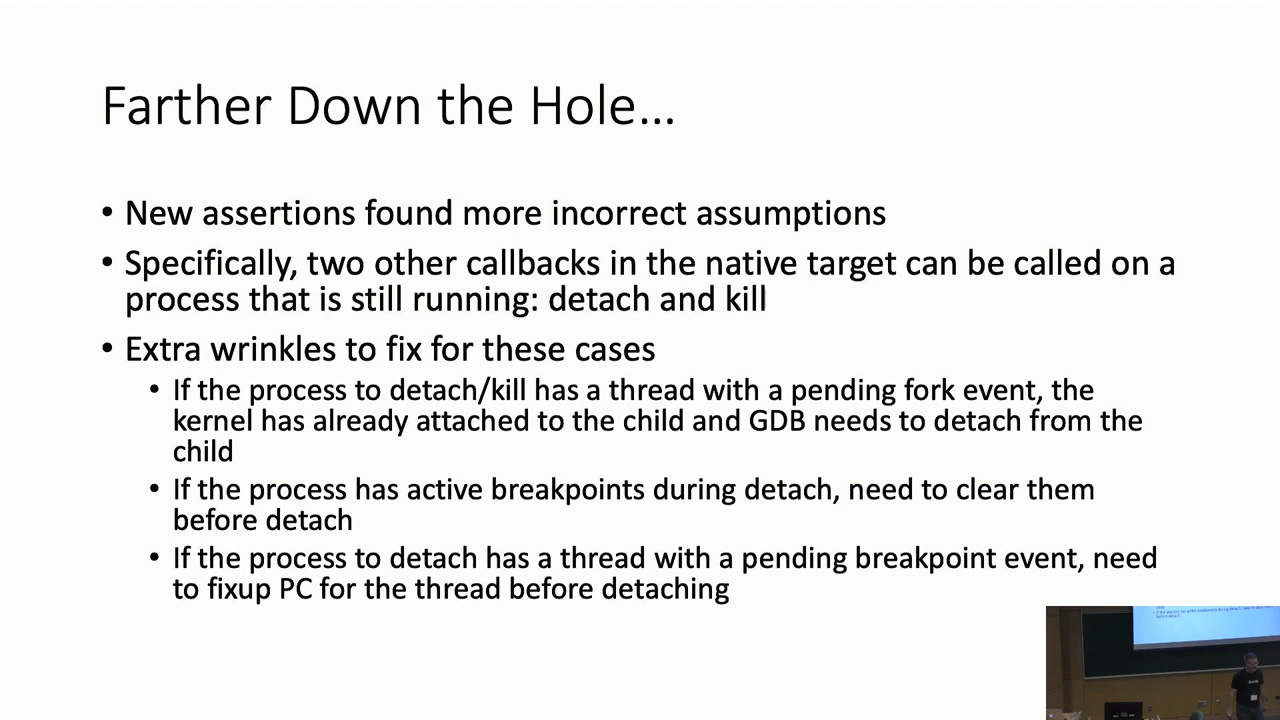 Farther Down the Hole...
• New assertions found more incorrect assumptions
• Specifically, two other callbacks in the native target can be called on a
process that is still running: detach and kill
• Extra wrinkles to fix for these cases
• If the process to detach/kill has a thread with a pending fork event, the
kernel has already attached to the child and GDB needs to detach from the
child
• If the process has active breakpoints during detach, need to clear them
before detach
• If the process to detach has a thread with a pending breakpoint event, need
to fixup PC for the thread before detaching